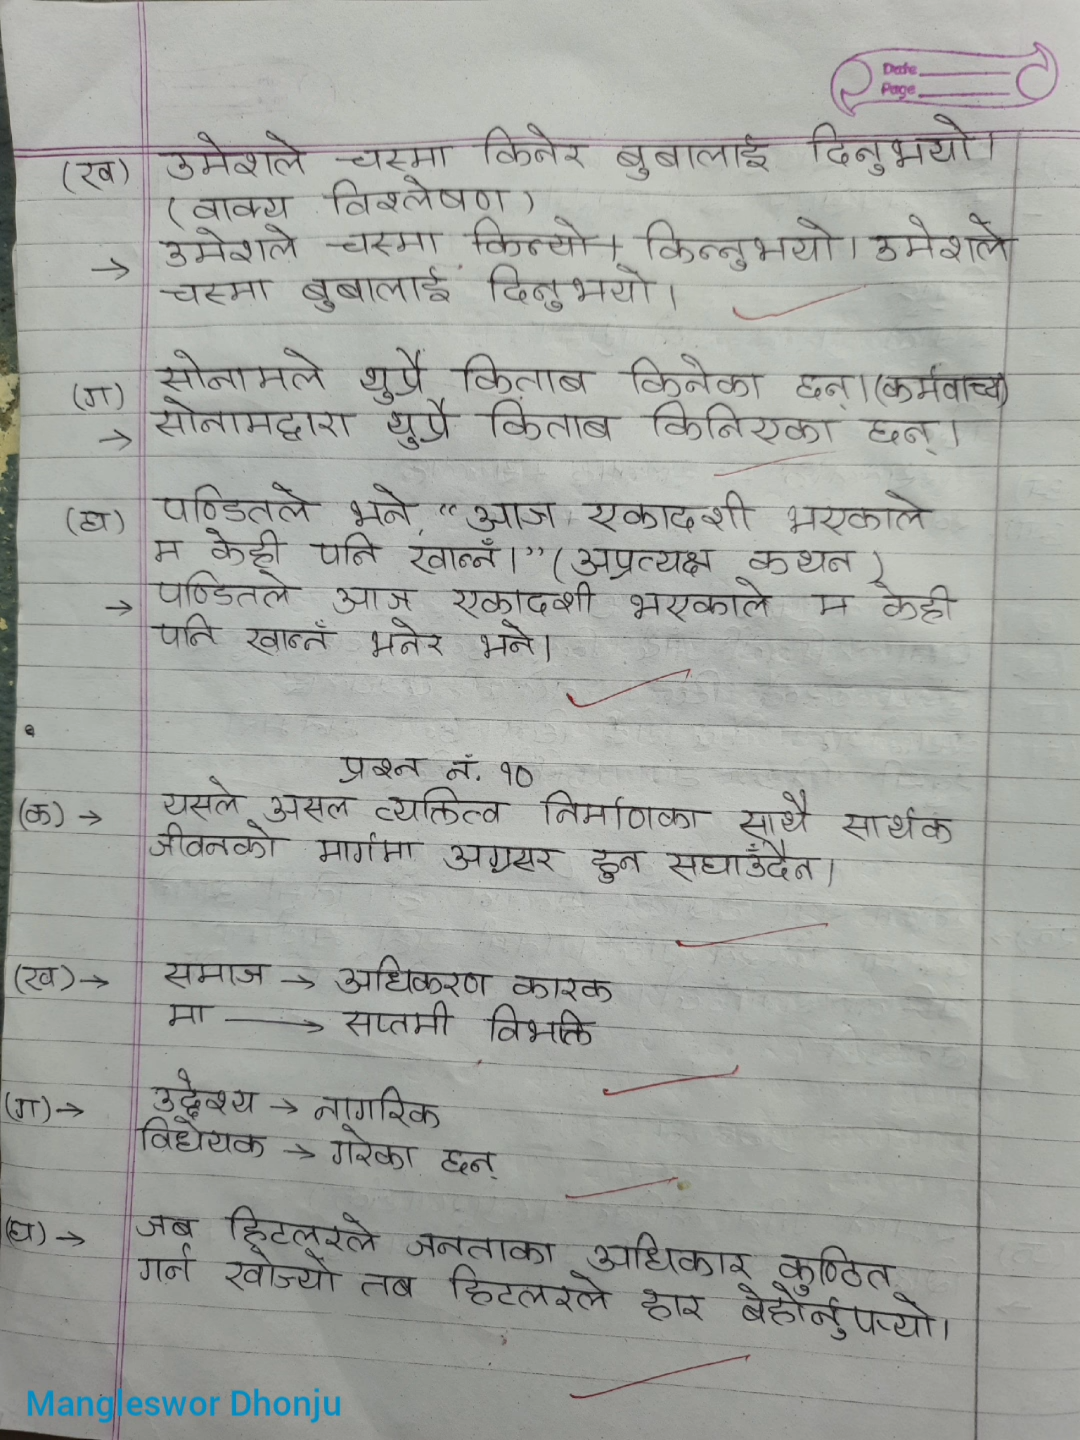 Date
Page
(ख) उमेशले चस्मा किनेर बुबालाई दिनुभयो।
(वाक्य विश्लेषण)
→ उमेशले चस्मा किन्यो। किन्नुभयो। उमेशले
चस्मा बुबालाई दिनुभयो।
(ग) सोनामले थुप्रै किताब किनेका छन्।(कर्मवाच्य)
→ सोनामद्वारा थुप्रै किताब किनिएका छन्।
(घ) पण्डितले भने, "आज एकादशी भएकाले
म केही पनि खान्नँ।" (अप्रत्यक्ष कथन)
→ पण्डितले आज एकादशी भएकाले म केही
पनि खान्नँ भनेर भने।
प्रश्न नं. १०
(क) → यसले असल व्यक्तित्व निर्माणका साथै सार्थक
जीवनको मार्गमा अग्रसर हुन सघाउँदैन।
(ख) → समाज → अधिकरण कारक
मा → सप्तमी विभक्ति
(ग) → उद्देश्य → नागरिक
विधेयक → गरेका छन्
(घ) → जब हिटलरले जनताका अधिकार कुण्ठित
गर्न खोज्यो तब हिटलरले हार बेहोर्नुपऱ्यो।
Mangleswor Dhonju